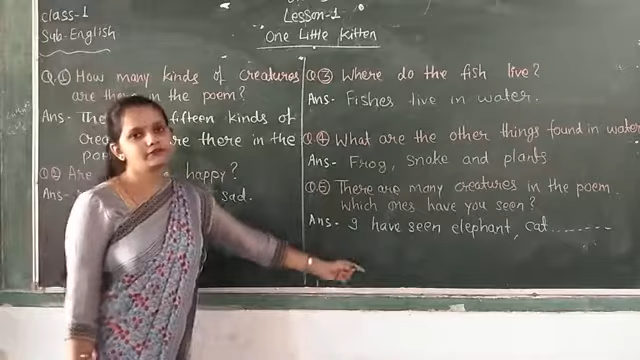 class-1
Sub-English
Lesson-1
One Little Kitten
Q.① How many kinds of creatures
are there in the poem?
Ans- The fifteen kinds of
are there in the
Q② Are happy?
Ans- sad.
Q③ Where do the fish live?
Ans- Fishes live in water.
Q④ What are the other things found in water
Ans- Frog, snake and plants
Q⑤ There are many creatures in the poem.
Which ones have you seen?
Ans- I have seen elephant, cat.......